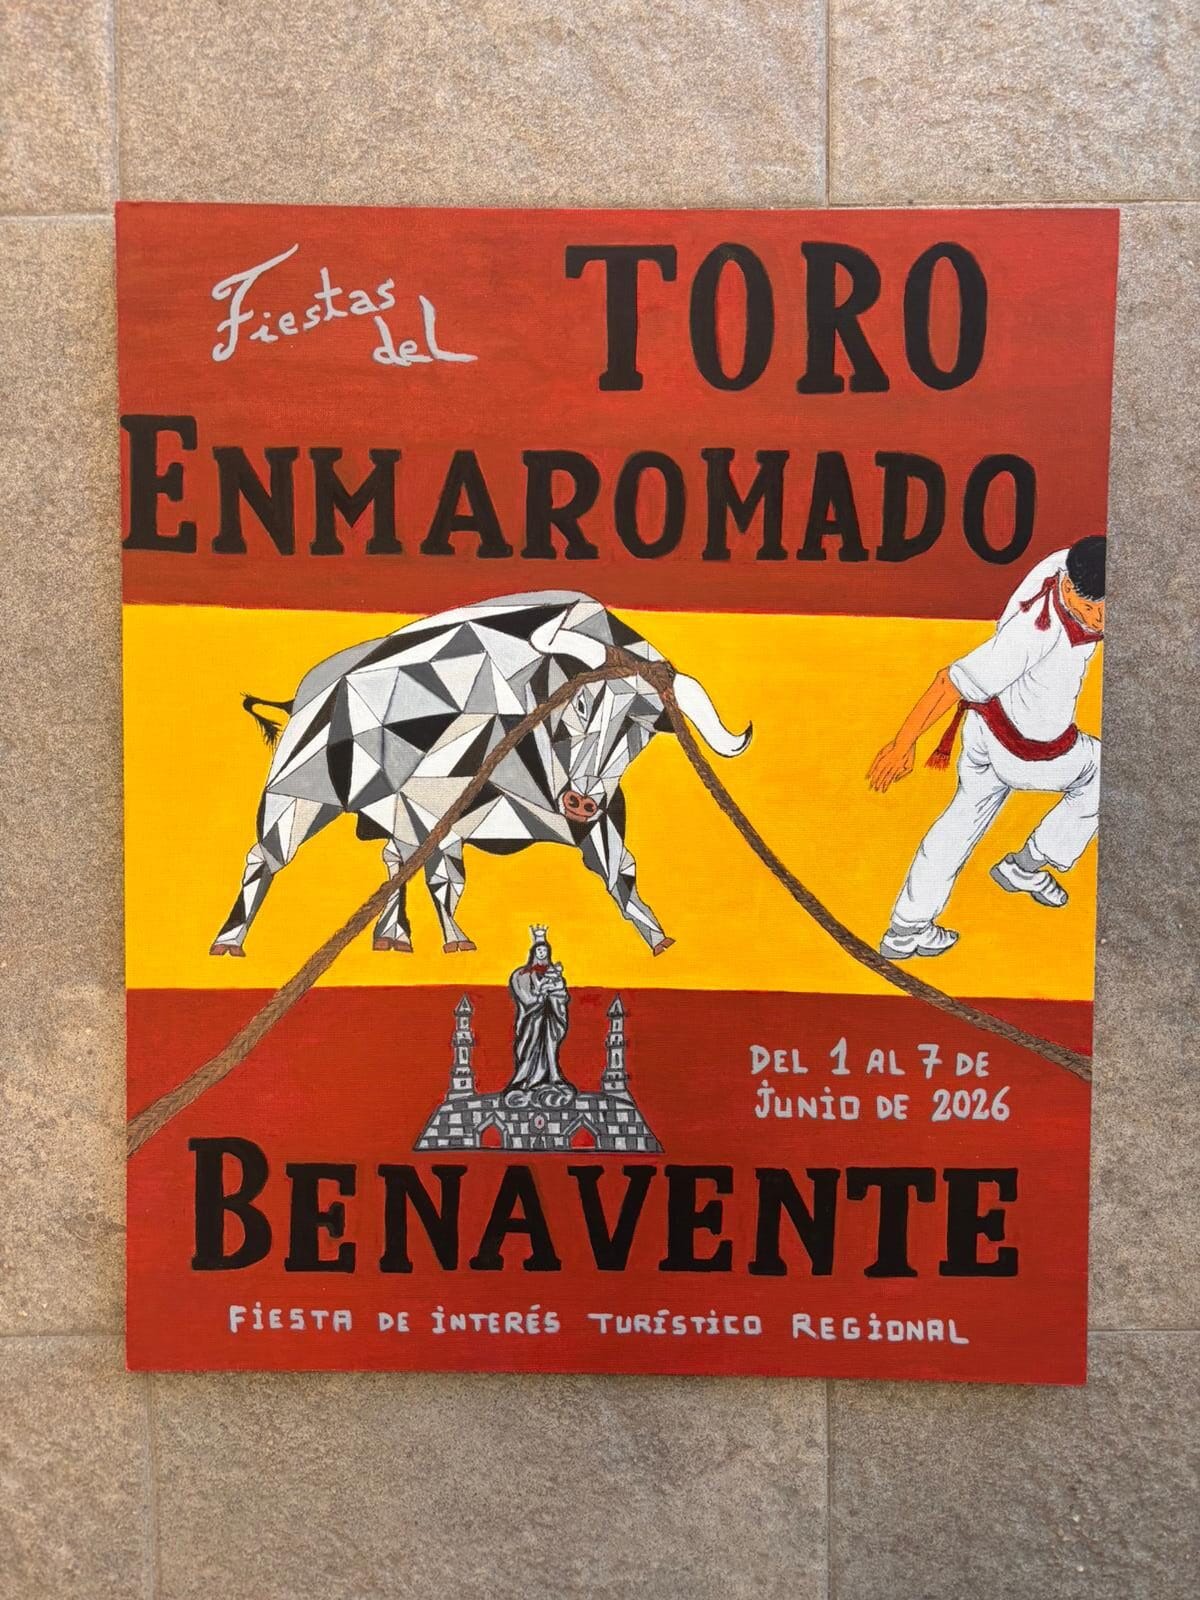 Fiestas
del
TORO
ENMAROMADO
DEL 1 AL 7 DE
JUNIO DE 2026
BENAVENTE
FIESTA DE INTERÉS TURÍSTICO REGIONAL